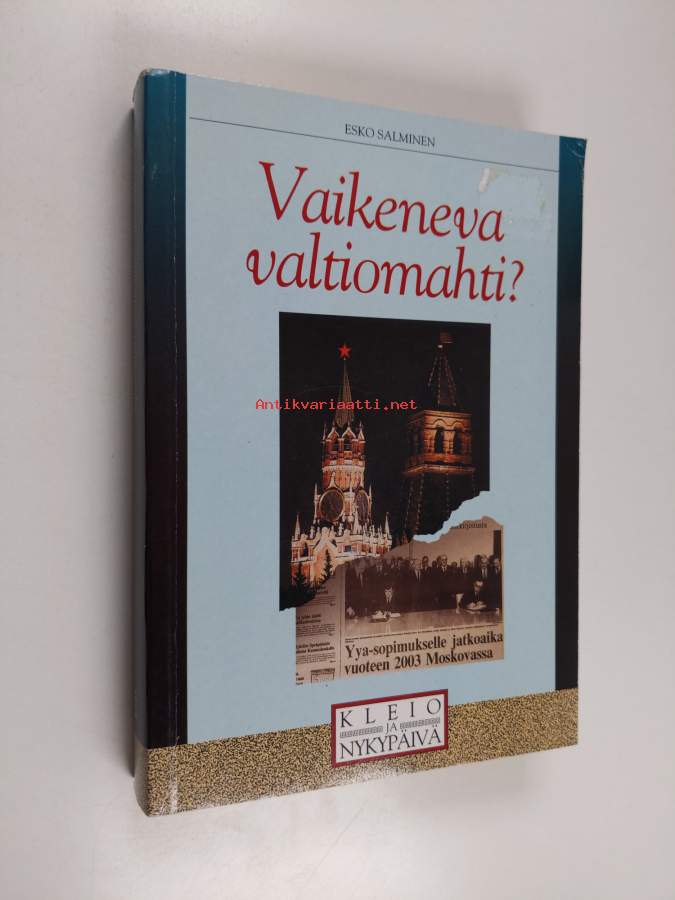 ESKO SALMINEN
Vaikeneva
valtiomahti?
Antikvariaatti.net
Yya-sopimukselle jatkoaika
vuoteen 2003 Moskovassa
KLEIO
JA
NYKYPÄIVÄ